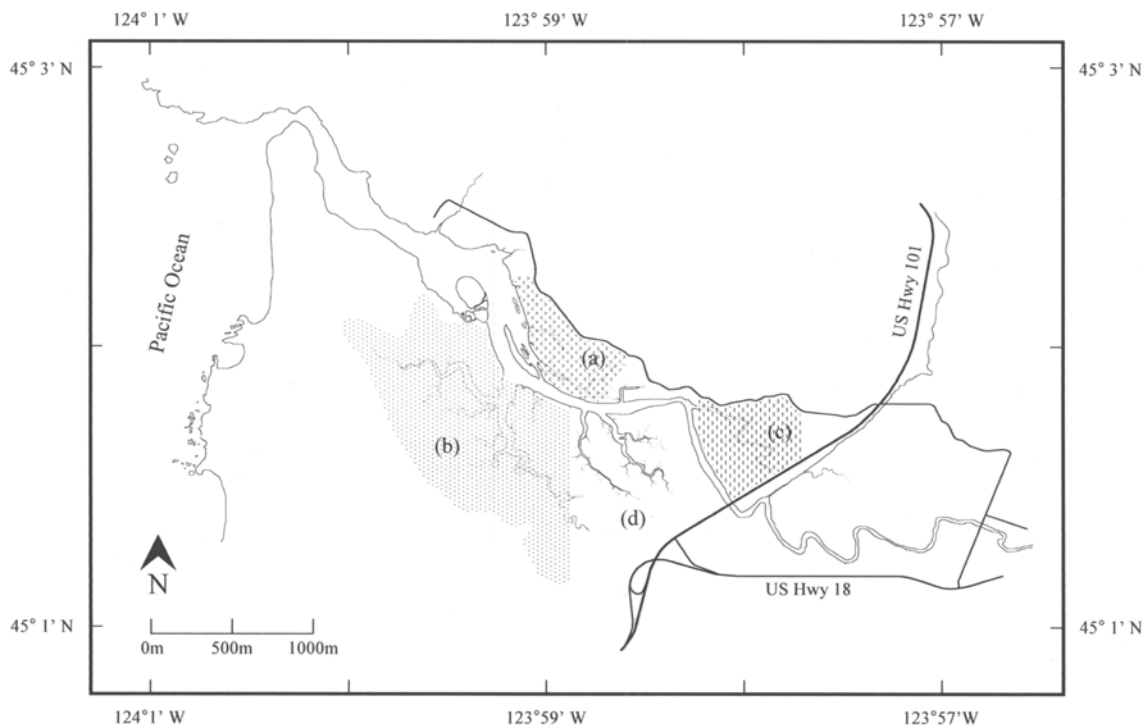 124° 1’ W
123° 59’ W
123° 57’ W
45° 3’ N
45° 3’ N
Pacific Ocean
US Hwy 101
(a)
(b)
(c)
(d)
N
US Hwy 18
0m
500m
1000m
45° 1’ N
45° 1’ N
124° 1’ W
123° 59’ W
123° 57’ W